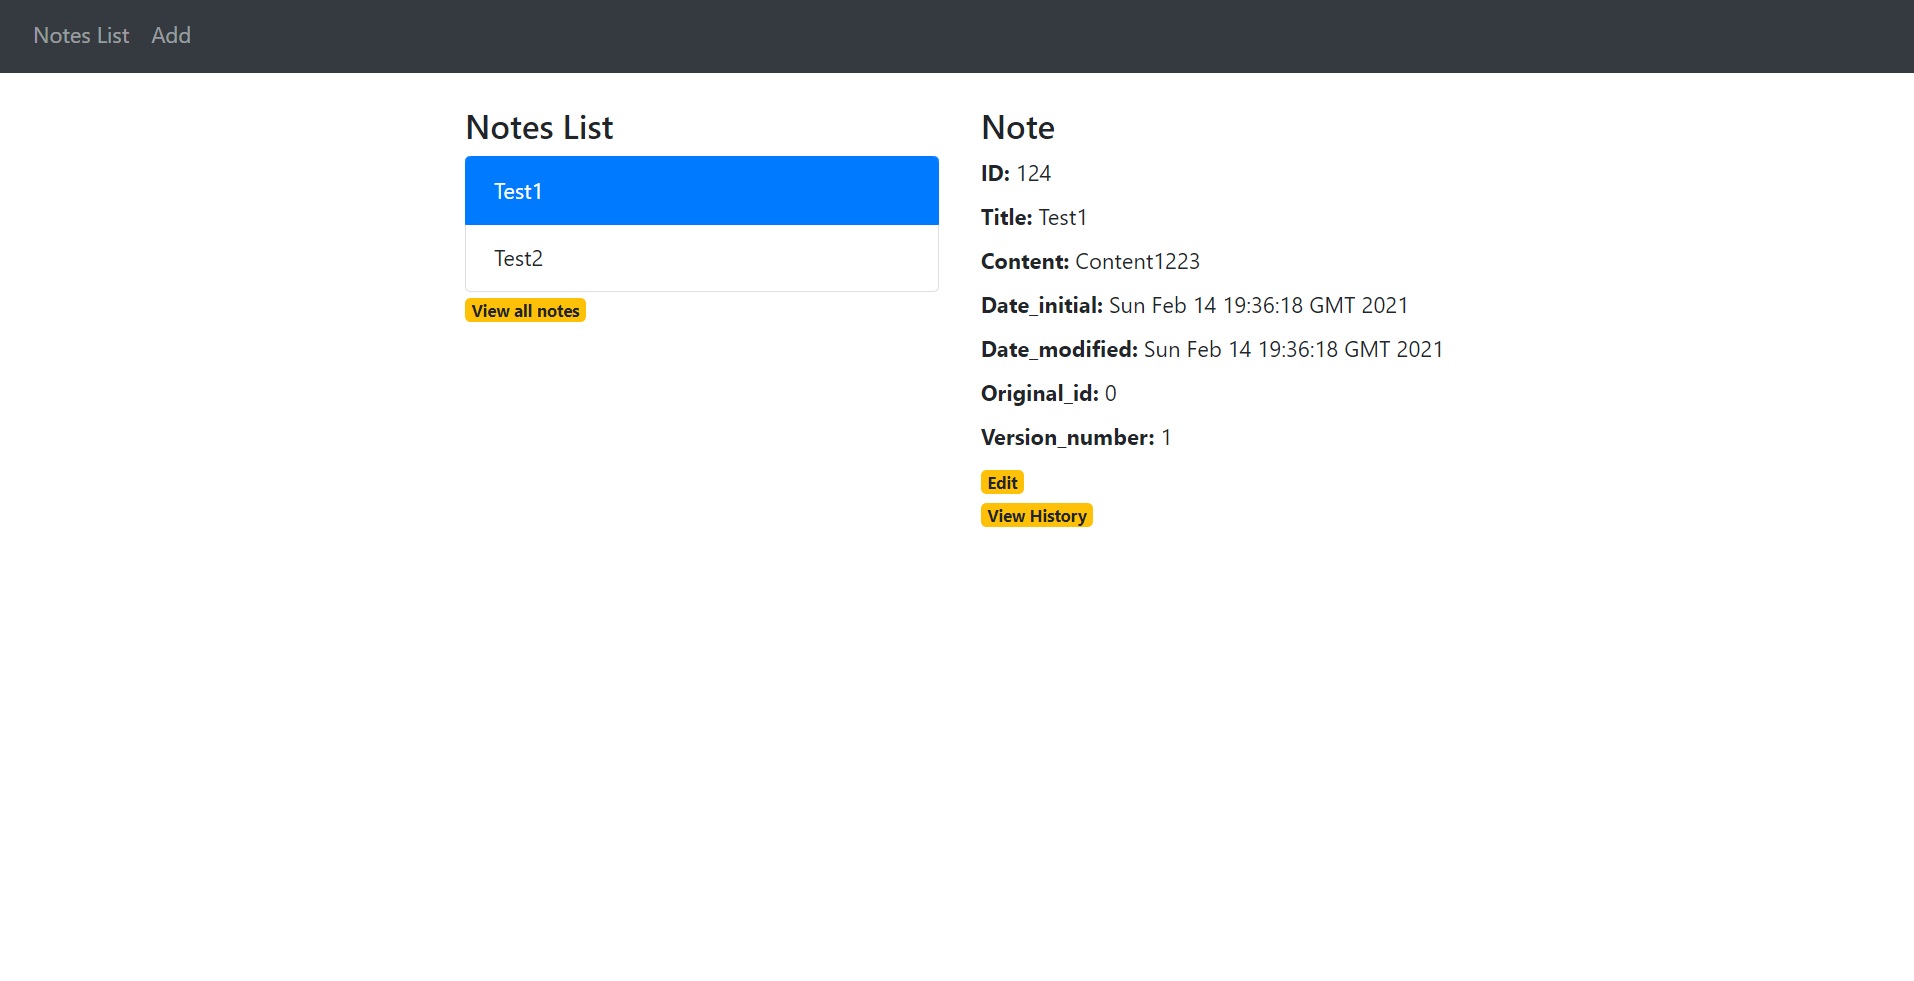 Notes List Add
Notes List
Test1
Test2
View all notes
Note
ID: 124
Title: Test1
Content: Content1223
Date_initial: Sun Feb 14 19:36:18 GMT 2021
Date_modified: Sun Feb 14 19:36:18 GMT 2021
Original_id: 0
Version_number: 1
Edit
View History